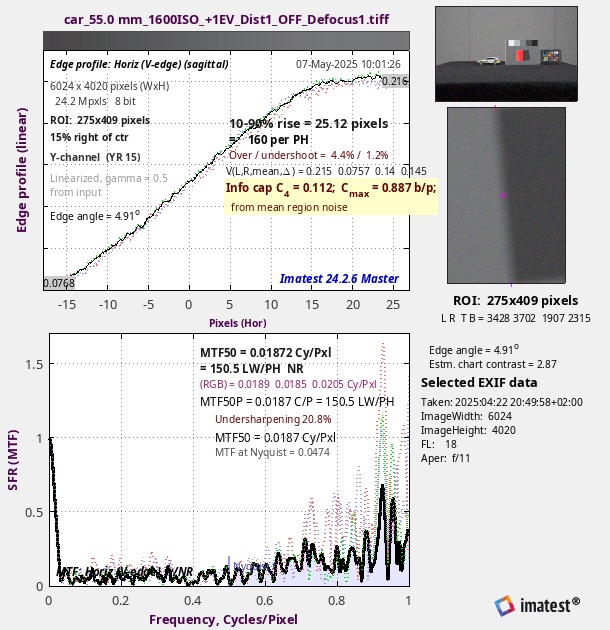 car_55.0 mm_1600ISO_+1EV_Dist1_OFF_Defocus1.tiff
Edge profile: Horiz (V-edge) (sagittal)
07-May-2025 10:01:26
6024 x 4020 pixels (WxH)
24.2 Mpxls   8 bit
0.216
ROI:  275x409 pixels
15% right of ctr
10-90% rise = 25.12 pixels
=   160 per PH
Y-channel  (YR 15)
Over / undershoot =  4.4% /  1.2%
V(L,R,mean,Δ) = 0.215  0.0757  0.14  0.145
Linearized, gamma = 0.5
from input
Info cap C4 = 0.112;  Cmax = 0.887 b/p;
from mean region noise
Edge angle = 4.91o
Edge profile (linear)
0.0768
Imatest 24.2.6 Master
-15
-10
-5
0
5
10
15
20
25
Pixels (Hor)
ROI:  275x409 pixels
L R  T B = 3428 3702  1907 2315
MTF50 = 0.01872 Cy/Pxl
= 150.5 LW/PH  NR
(RGB) = 0.0189  0.0185  0.0205 Cy/Pxl
MTF50P = 0.0187 C/P = 150.5 LW/PH
Undersharpening 20.8%
MTF50 = 0.0187 Cy/Pxl
MTF at Nyquist = 0.0474
1.5
1
0.5
0
SFR (MTF)
MTF: Horiz V-edge LW/NR
Nyquist
0
0.2
0.4
0.6
0.8
1
Frequency, Cycles/Pixel
Edge angle = 4.91o
Estm. chart contrast = 2.87
Selected EXIF data
Taken: 2025:04:22 20:49:58+02:00
ImageWidth:  6024
ImageHeight:  4020
FL:   18
Aper:  f/11
imatest®